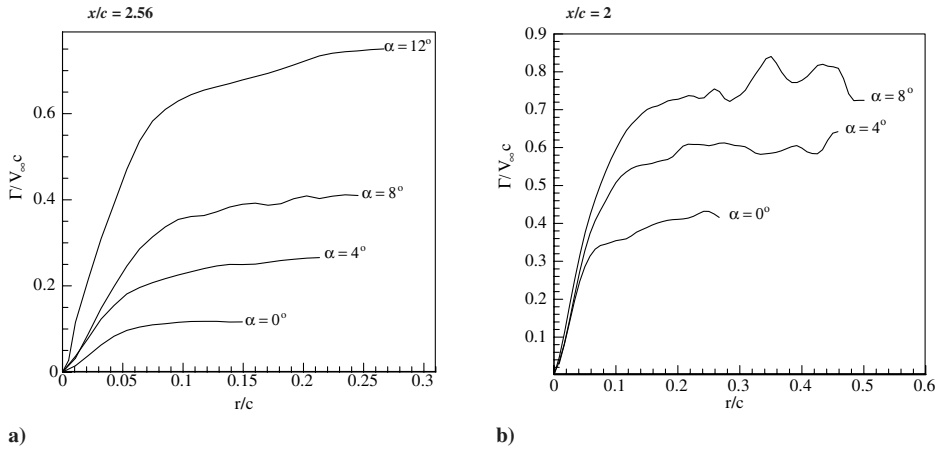 x/c = 2.56
0.6
0.4
0.2
0
Γ/V∞c
α = 12°
α = 8°
α = 4°
α = 0°
0 0.05 0.1 0.15 0.2 0.25 0.3
r/c
a)
x/c = 2
0.9
0.8
0.7
0.6
0.5
0.4
0.3
0.2
0.1
Γ/V∞c
α = 8°
α = 4°
α = 0°
0 0.1 0.2 0.3 0.4 0.5 0.6
r/c
b)